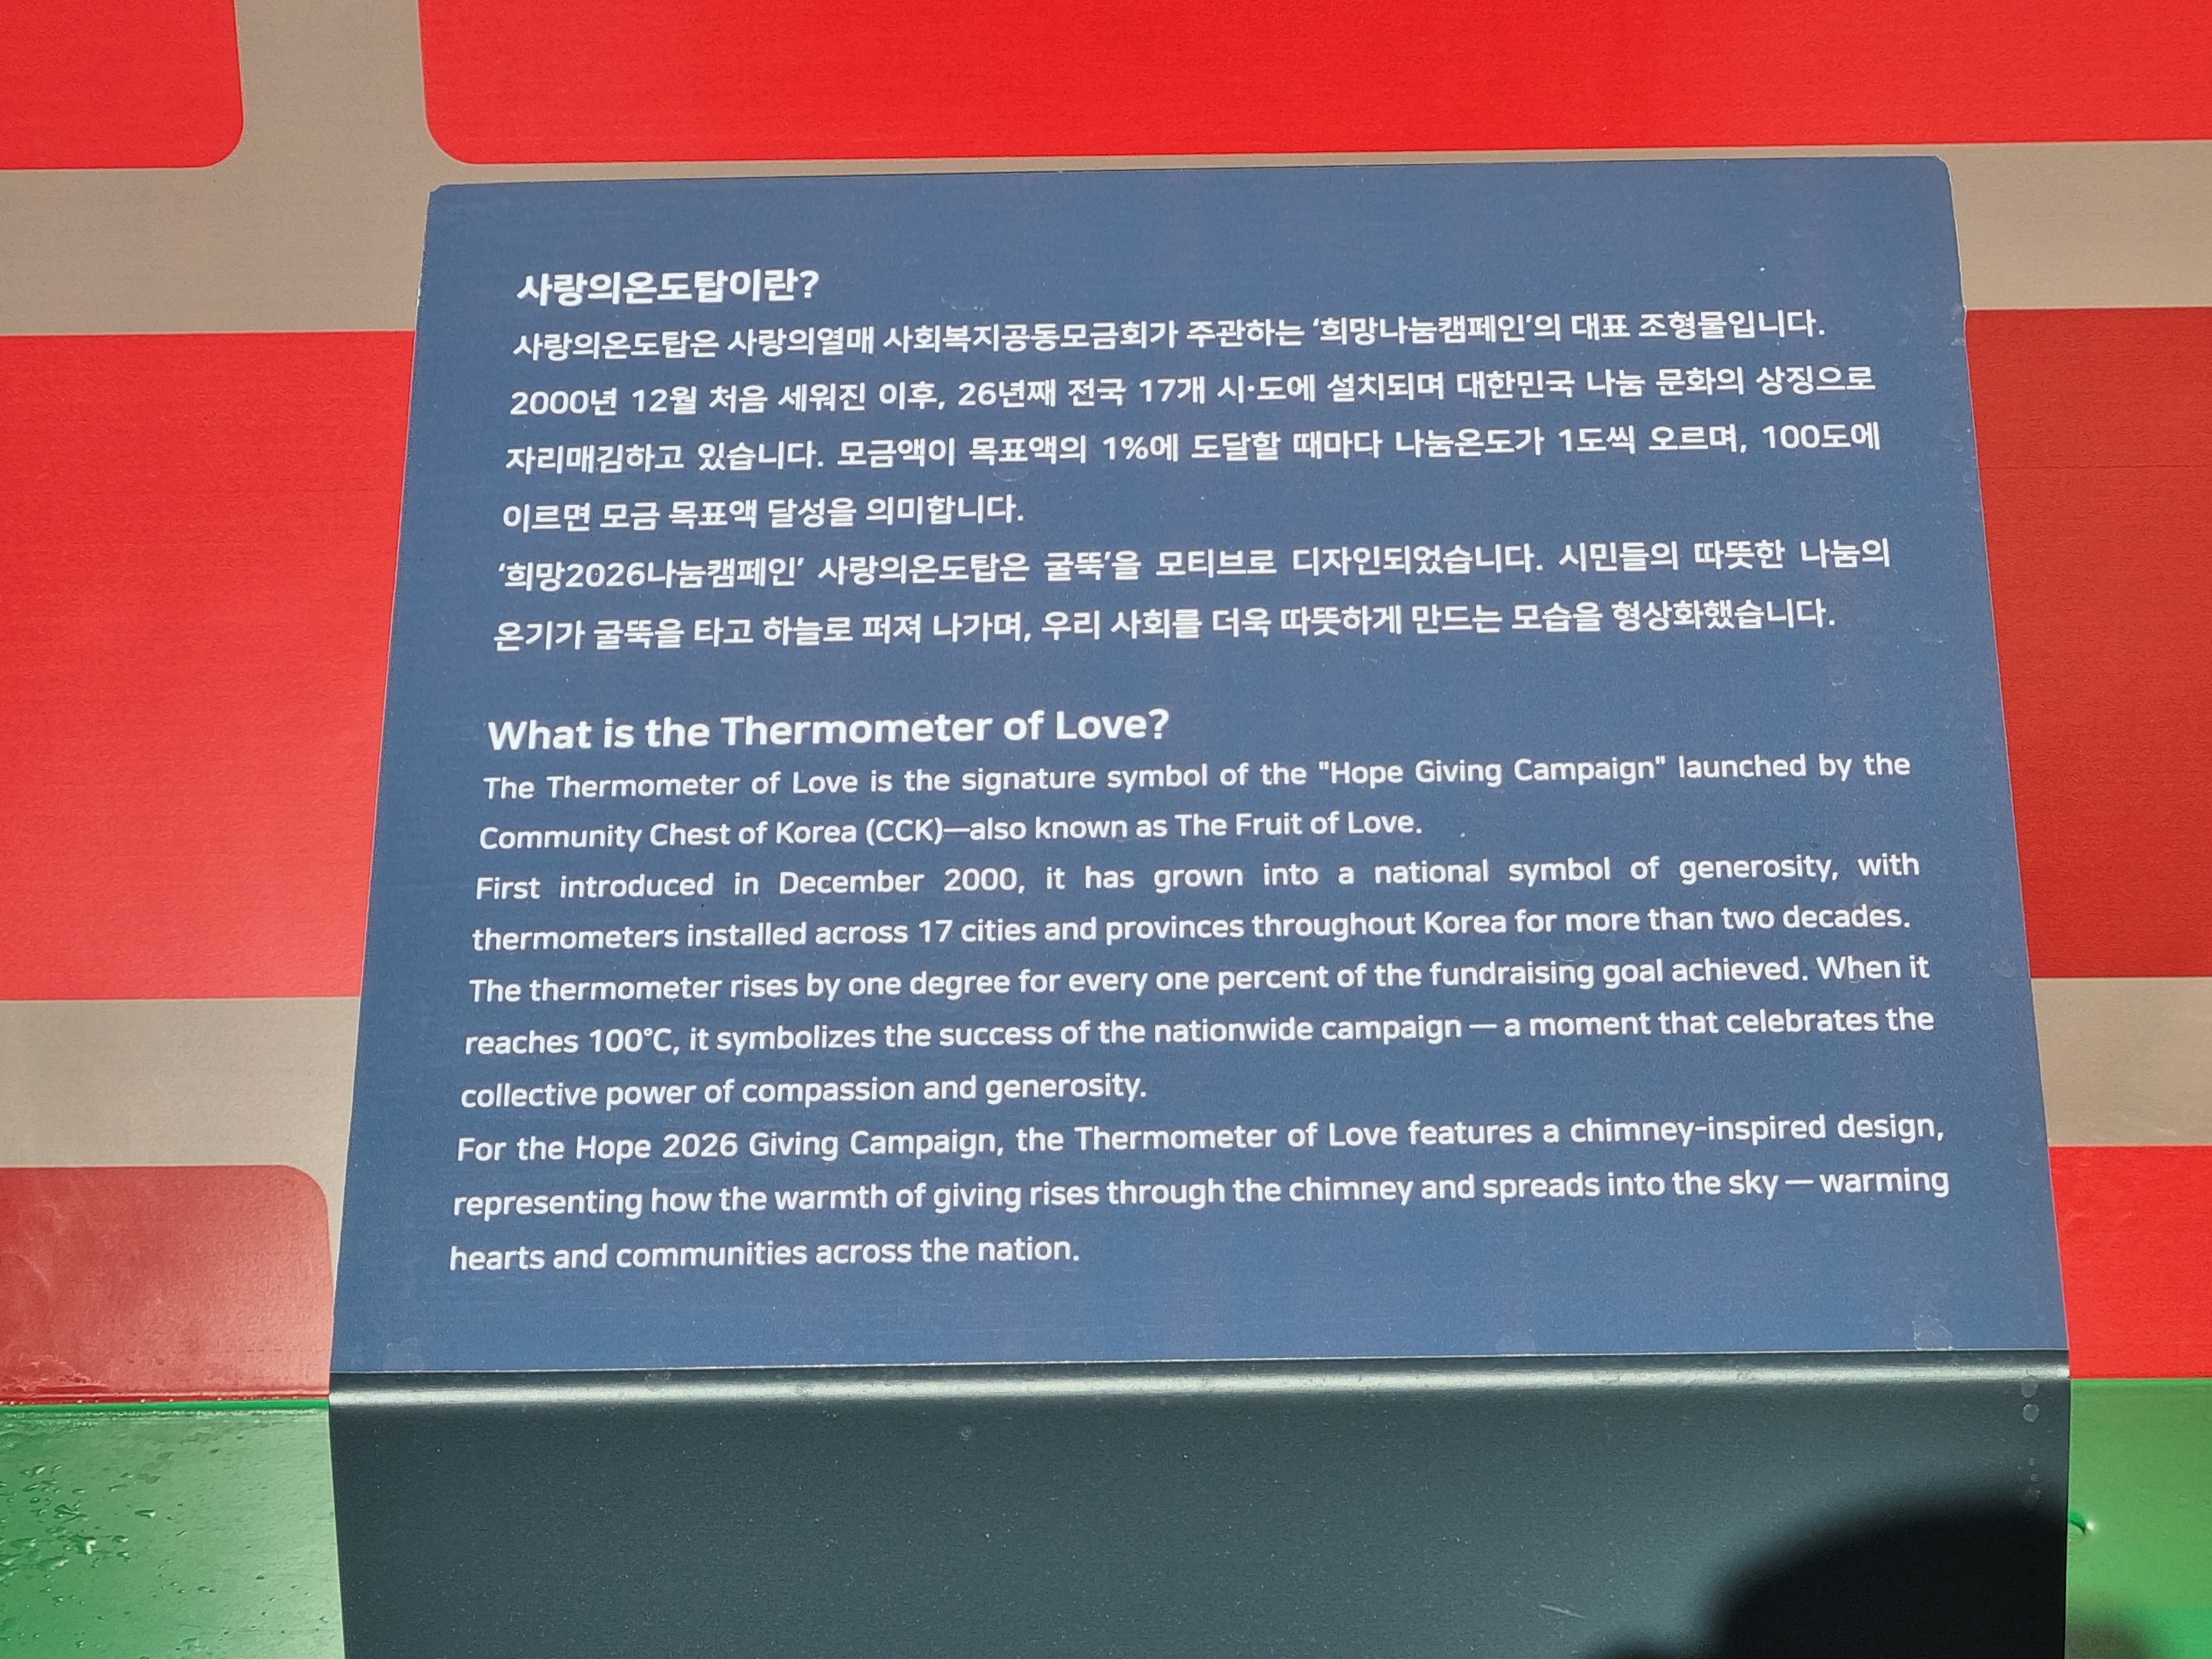 사랑의온도탑이란?
사랑의온도탑은 사랑의열매 사회복지공동모금회가 주관하는 ‘희망나눔캠페인’의 대표 조형물입니다.
2000년 12월 처음 세워진 이후, 26년째 전국 17개 시·도에 설치되며 대한민국 나눔 문화의 상징으로
자리매김하고 있습니다. 모금액이 목표액의 1%에 도달할 때마다 나눔온도가 1도씩 오르며, 100도에
이르면 모금 목표액 달성을 의미합니다.
‘희망2026나눔캠페인’ 사랑의온도탑은 굴뚝’을 모티브로 디자인되었습니다. 시민들의 따뜻한 나눔의
온기가 굴뚝을 타고 하늘로 퍼져 나가며, 우리 사회를 더욱 따뜻하게 만드는 모습을 형상화했습니다.
What is the Thermometer of Love?
The Thermometer of Love is the signature symbol of the "Hope Giving Campaign" launched by the
Community Chest of Korea (CCK)—also known as The Fruit of Love.
First introduced in December 2000, it has grown into a national symbol of generosity, with
thermometers installed across 17 cities and provinces throughout Korea for more than two decades.
The thermometer rises by one degree for every one percent of the fundraising goal achieved. When it
reaches 100°C, it symbolizes the success of the nationwide campaign — a moment that celebrates the
collective power of compassion and generosity.
For the Hope 2026 Giving Campaign, the Thermometer of Love features a chimney-inspired design,
representing how the warmth of giving rises through the chimney and spreads into the sky — warming
hearts and communities across the nation.